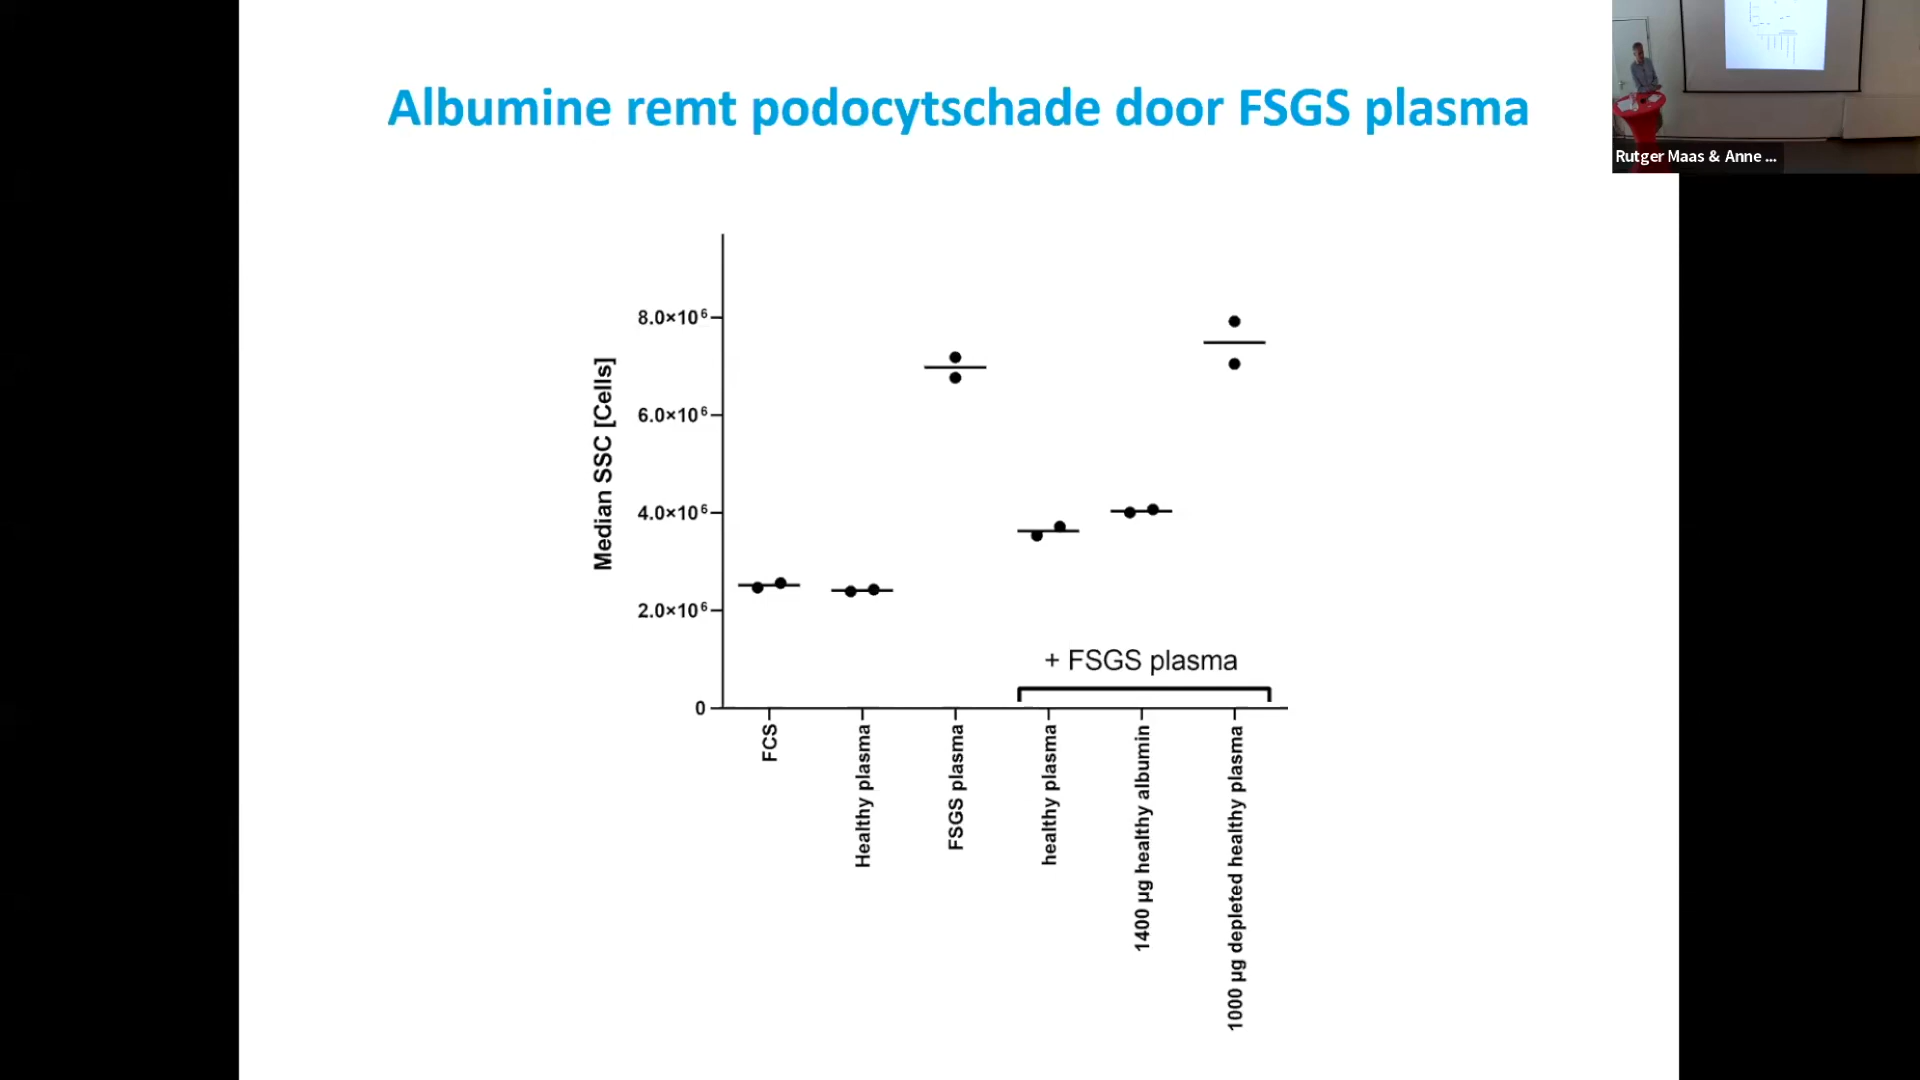 Albumine remt podocytschade door FSGS plasma
Rutger Maas & Anne ...
Median SSC [Cells]
8.0×10⁶
6.0×10⁶
4.0×10⁶
2.0×10⁶
0
+ FSGS plasma
FCS
Healthy plasma
FSGS plasma
healthy plasma
1400 µg healthy albumin
1000 µg depleted healthy plasma